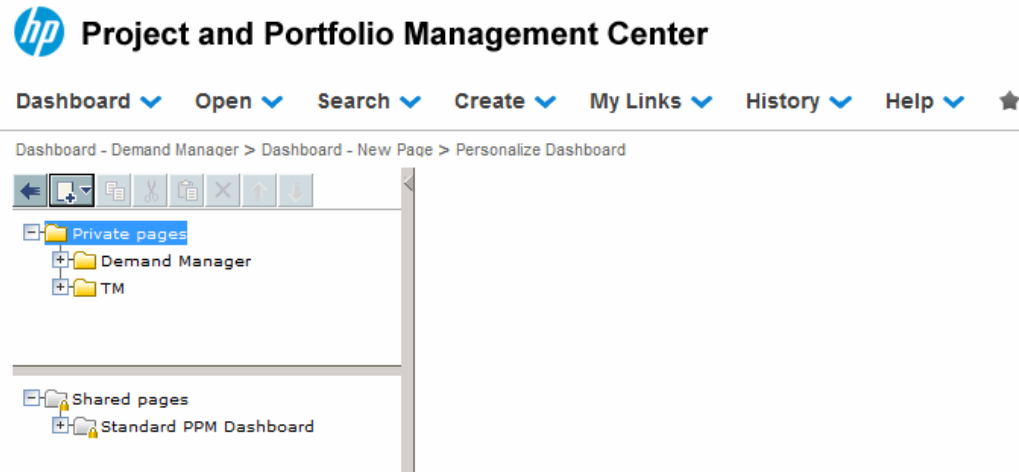 hp Project and Portfolio Management Center
Dashboard Open Search Create My Links History Help
Dashboard - Demand Manager > Dashboard - New Page > Personalize Dashboard
Private pages
Demand Manager
TM
Shared pages
Standard PPM Dashboard